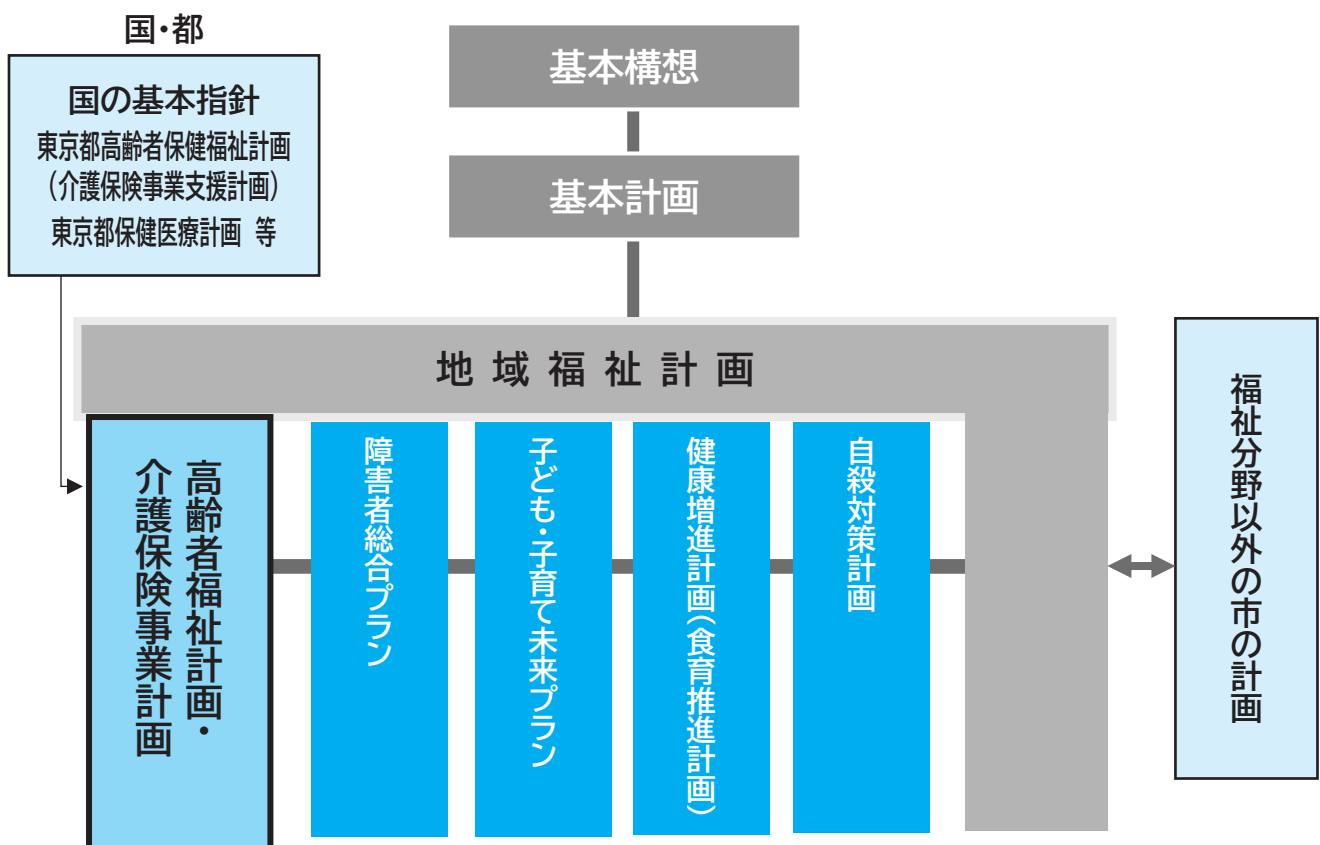 国・都
国の基本指針
東京都高齢者保健福祉計画
（介護保険事業支援計画）
東京都保健医療計画 等
基本構想
基本計画
地域福祉計画
高齢者福祉計画・
介護保険事業計画
障害者総合プラン
子ども・子育て未来プラン
健康増進計画（食育推進計画）
自殺対策計画
福祉分野以外の市の計画